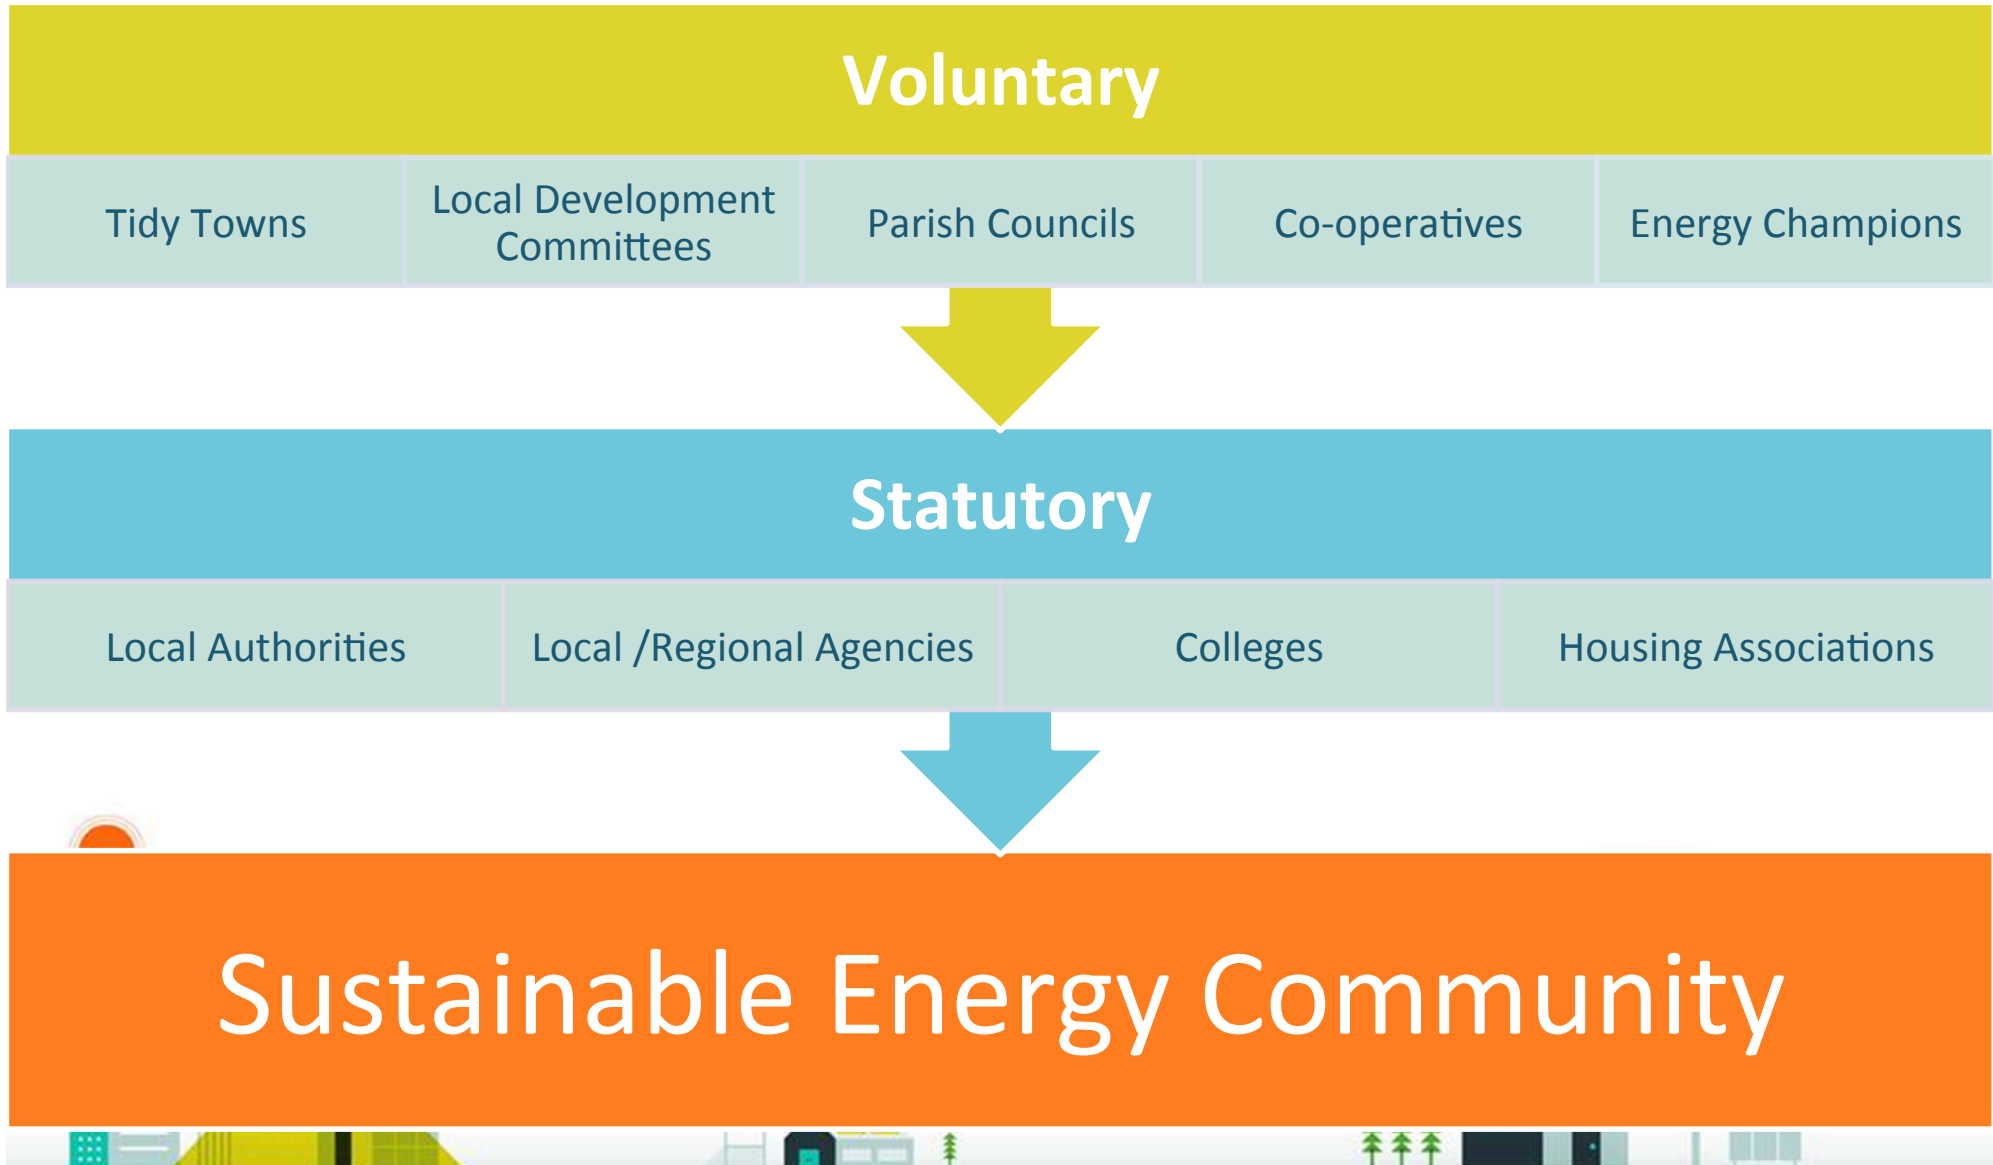 Voluntary
Tidy Towns
Local Development
Committees
Parish Councils
Co-operatives
Energy Champions
Statutory
Local Authorities
Local /Regional Agencies
Colleges
Housing Associations
Sustainable Energy Community